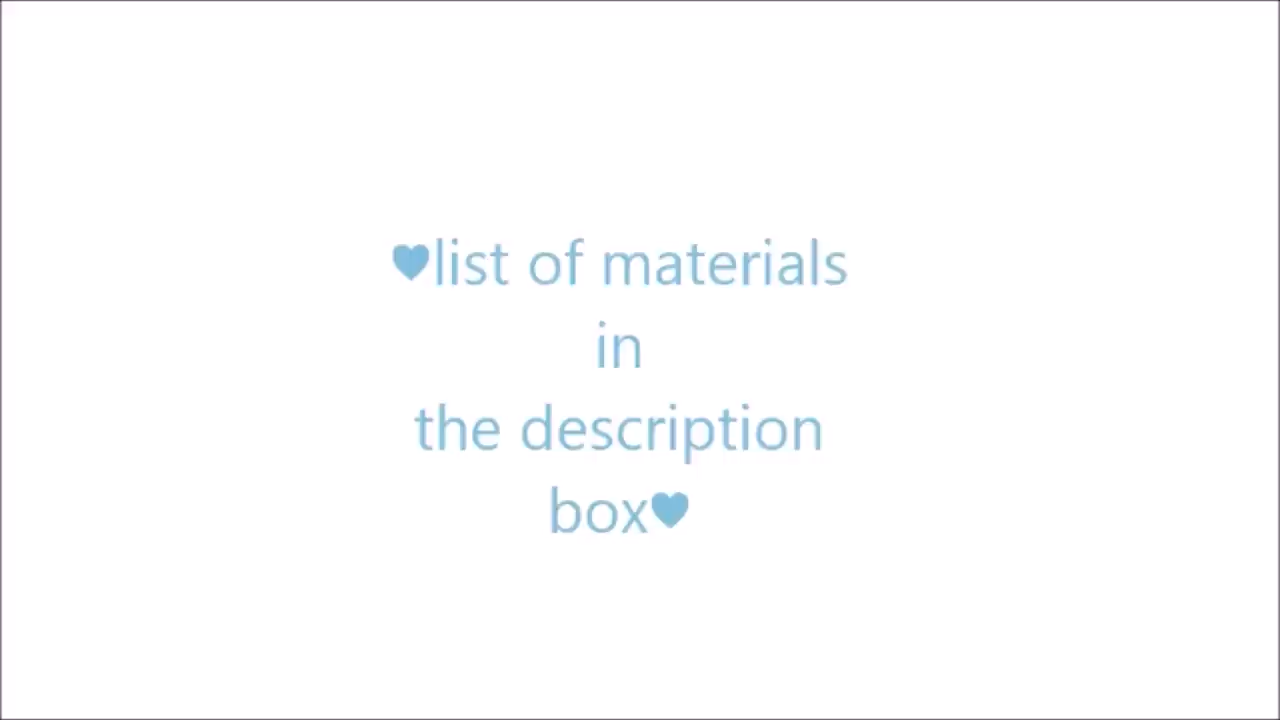 ♥list of materials
in
the description
box♥